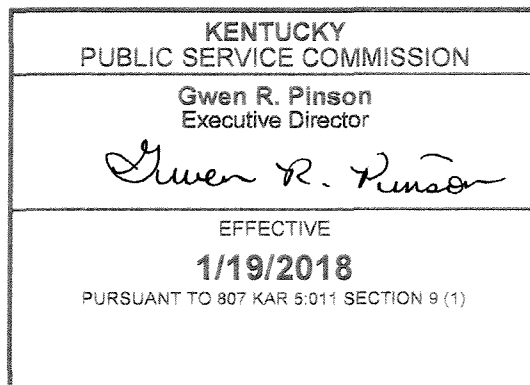 KENTUCKY
PUBLIC SERVICE COMMISSION
Gwen R. Pinson
Executive Director
Gwen R. Pinson
EFFECTIVE
1/19/2018
PURSUANT TO 807 KAR 5:011 SECTION 9 (1)